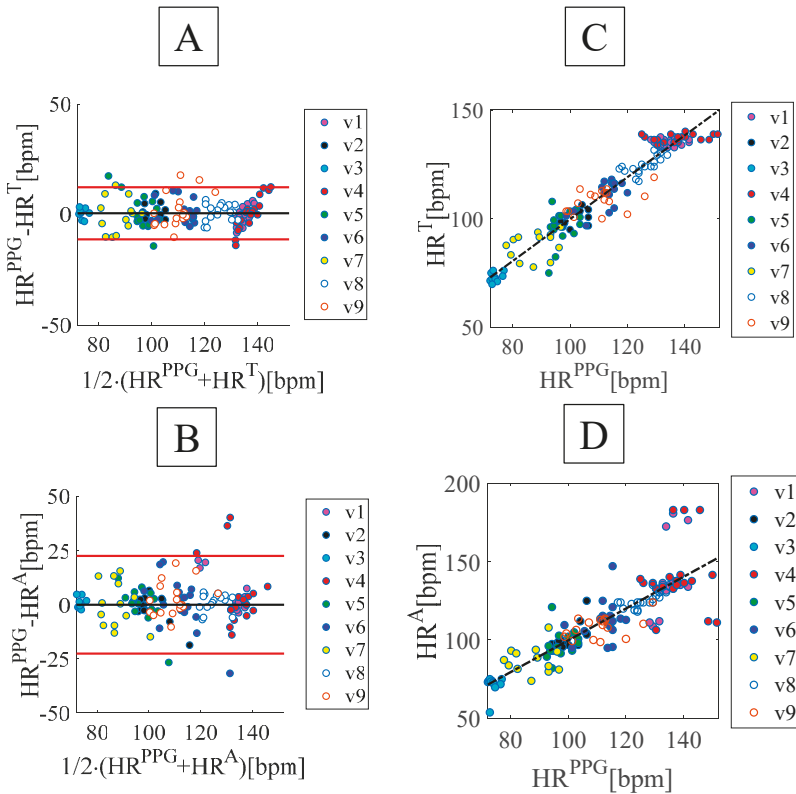 A
50
0
-50
80 100 120 140
HR^PPG-HR^T[bpm]
1/2·(HR^PPG+HR^T)[bpm]
v1
v2
v3
v4
v5
v6
v7
v8
v9
C
150
100
50
80 100 120 140
HR^T[bpm]
HR^PPG[bpm]
v1
v2
v3
v4
v5
v6
v7
v8
v9
B
50
25
0
-25
-50
80 100 120 140
HR^PPG-HR^A[bpm]
1/2·(HR^PPG+HR^A)[bpm]
v1
v2
v3
v4
v5
v6
v7
v8
v9
D
200
150
100
50
80 100 120 140
HR^A[bpm]
HR^PPG[bpm]
v1
v2
v3
v4
v5
v6
v7
v8
v9